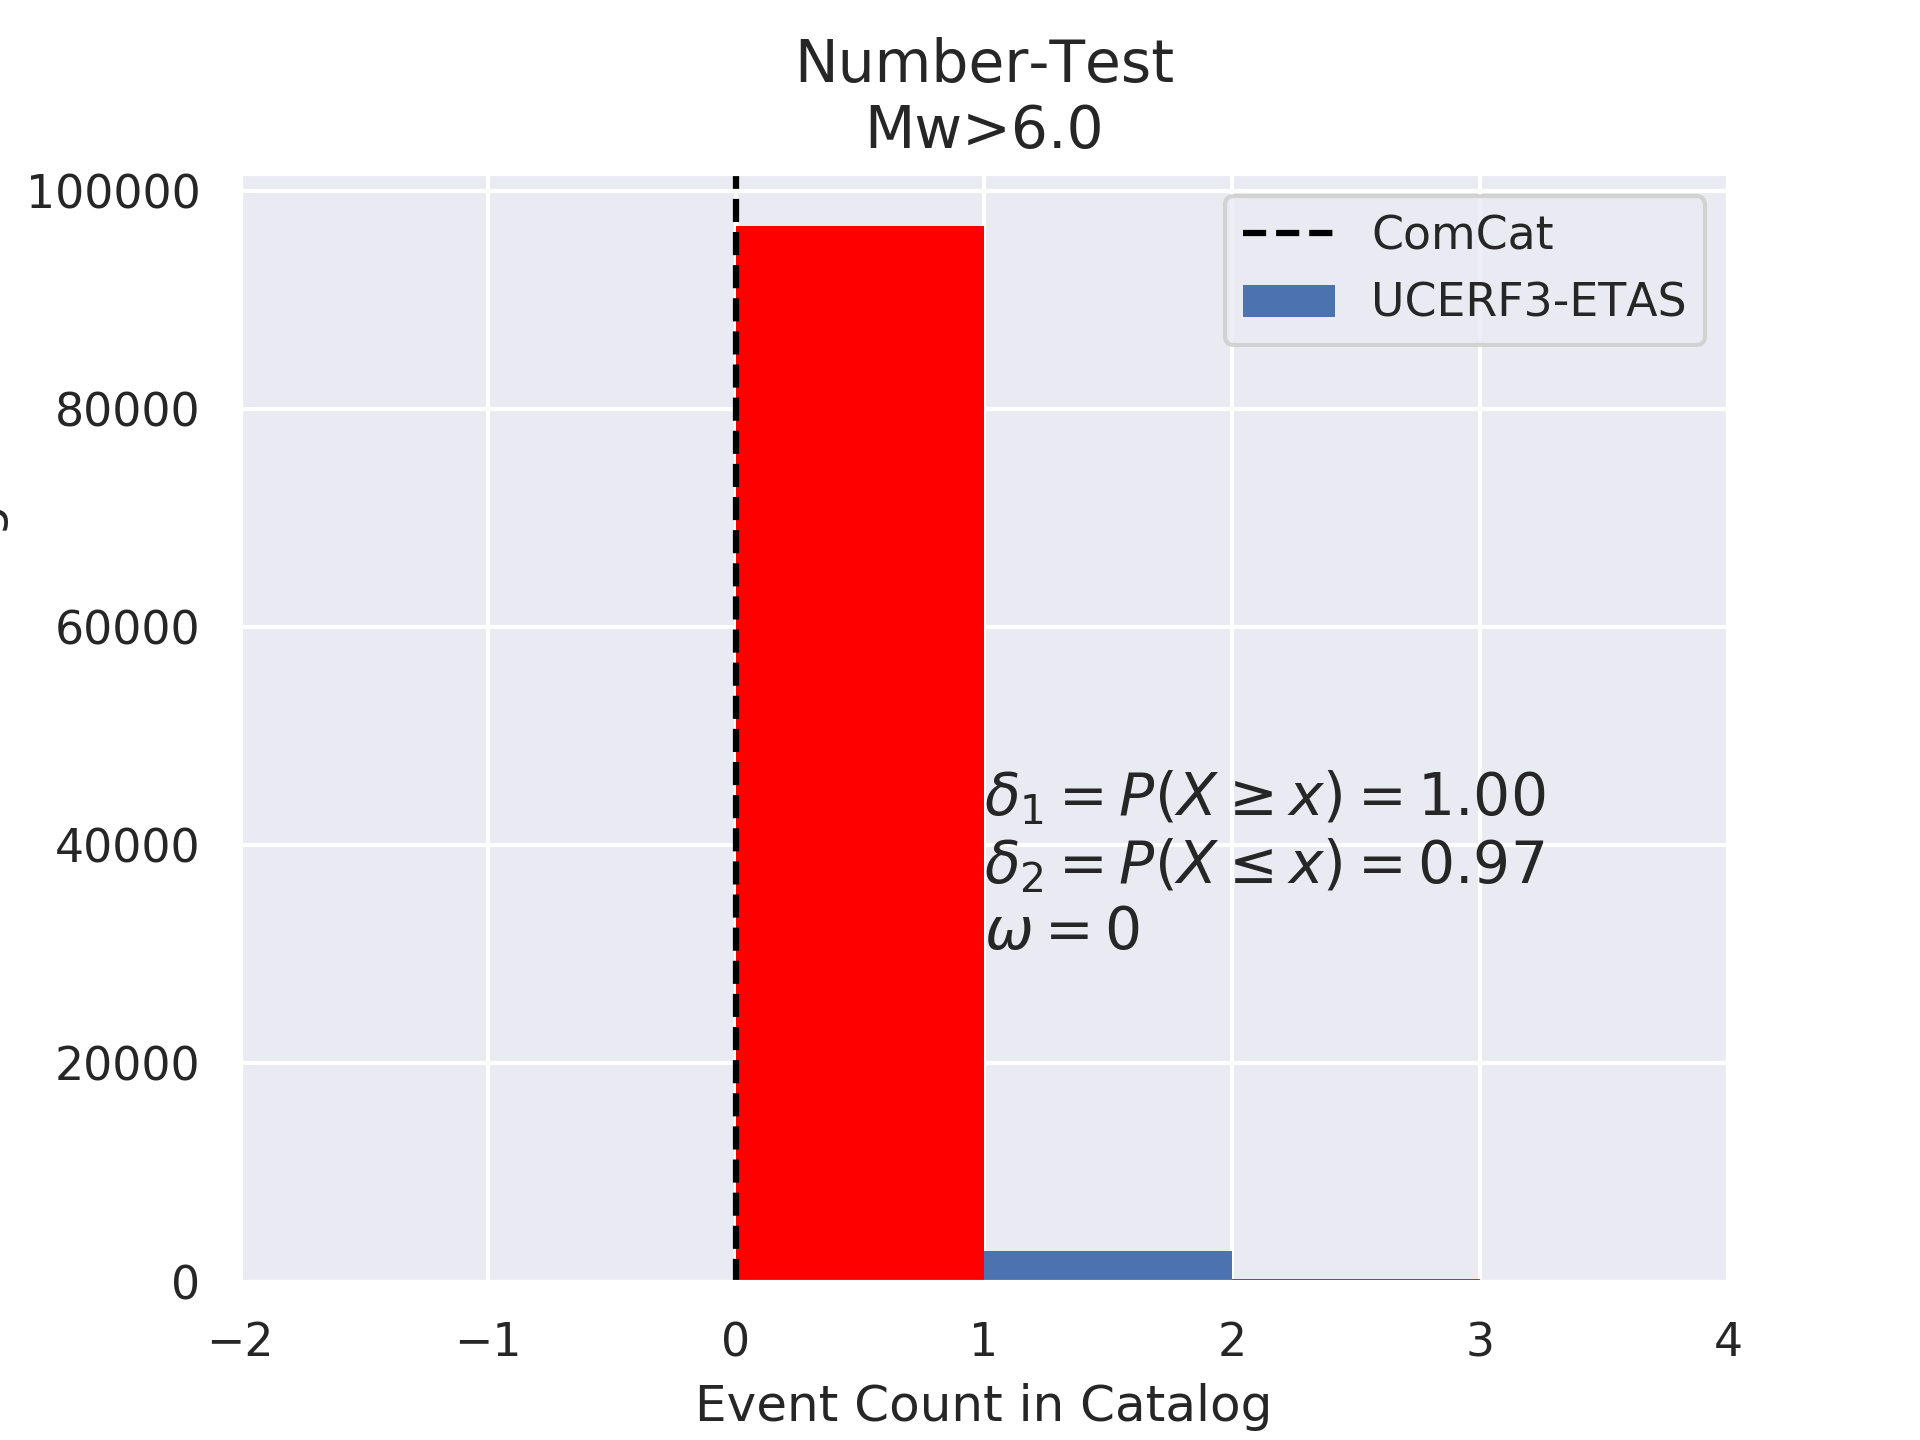 Number-Test
Mw>6.0
100000
80000
60000
40000
20000
0
ComCat
UCERF3-ETAS
δ₁ = P(X ≥ x) = 1.00
δ₂ = P(X ≤ x) = 0.97
ω = 0
−2 −1 0 1 2 3 4
Event Count in Catalog